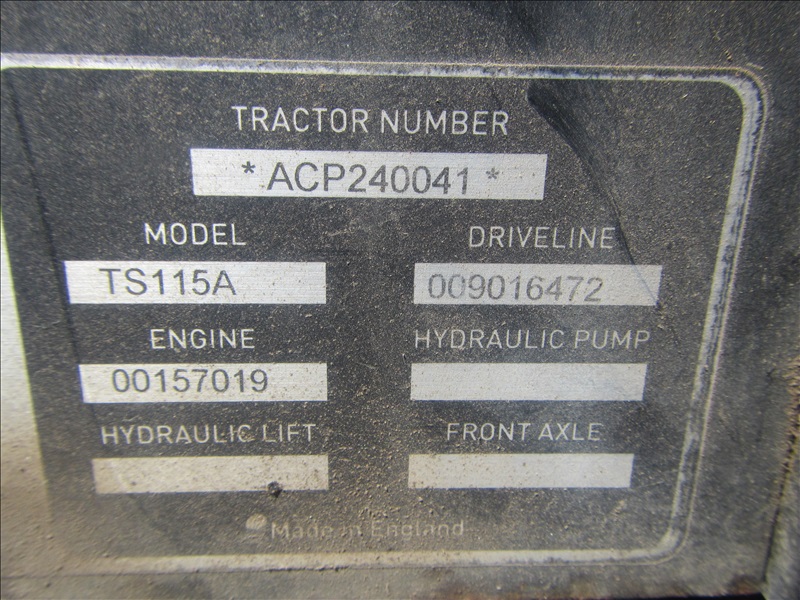 TRACTOR NUMBER
* ACP240041 *
MODEL DRIVELINE
TS115A 009016472
ENGINE HYDRAULIC PUMP
00157019
HYDRAULIC LIFT FRONT AXLE
Made in England